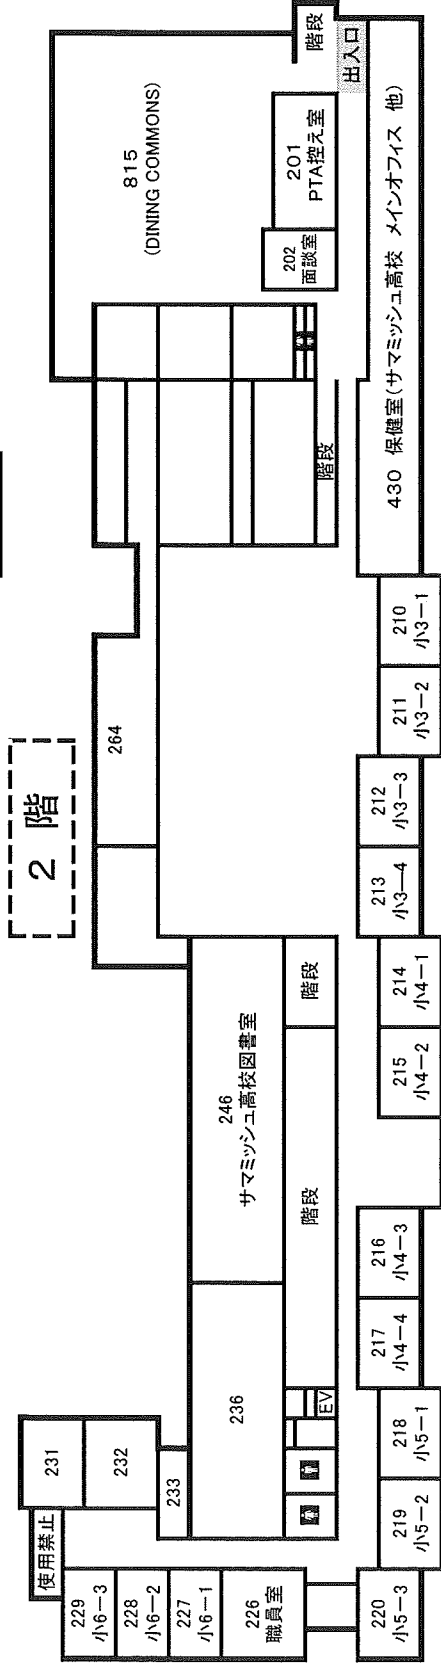 2 階
815
(DINING COMMONS)
階段
出入口
201
PTA控え室
202
面談室
430 保健室(サマミッシュ高校 メインオフィス 他)
階段
264
210
小3－1
211
小3－2
212
小3－3
213
小3―4
214
小4－1
215
小4－2
246
サマミッシュ高校図書室
階段
階段
216
小4－3
217
小4－4
236
EV
218
小5－1
219
小5－2
220
小5－3
231
232
233
使用禁止
229
小6－3
228
小6－2
227
小6－1
226
職員室